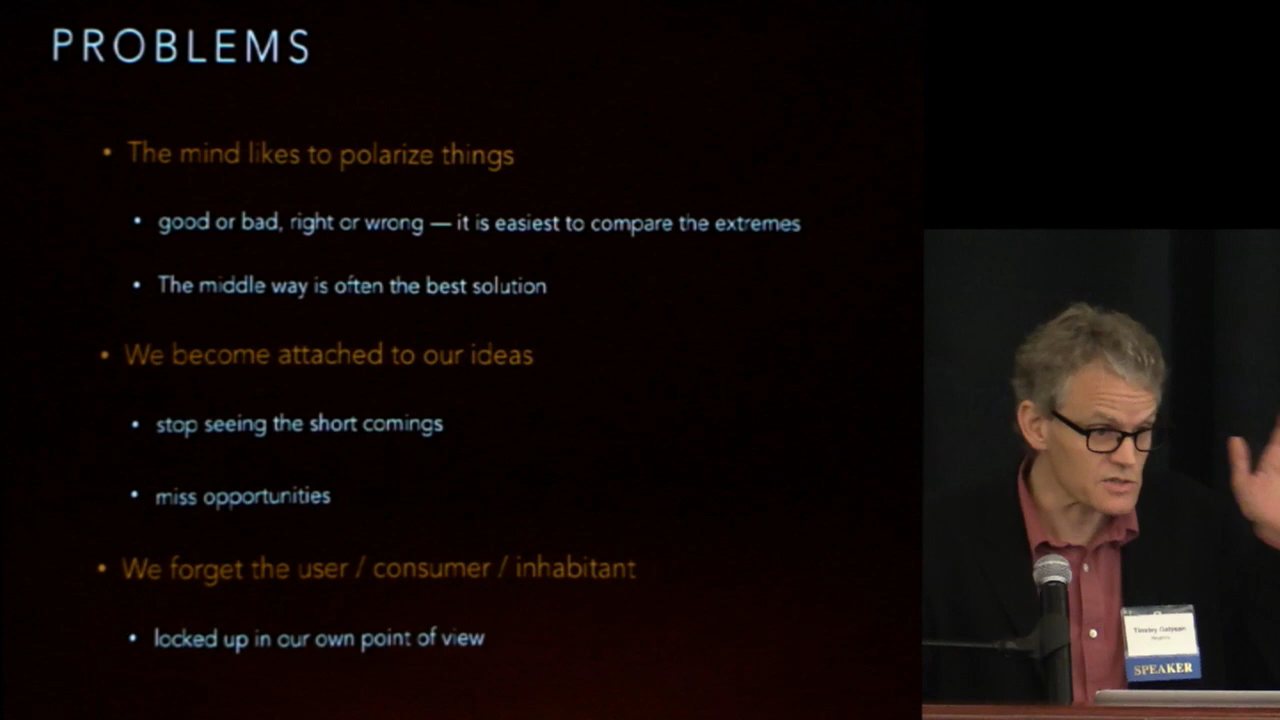 PROBLEMS
• The mind likes to polarize things
• good or bad, right or wrong — it is easiest to compare the extremes
• The middle way is often the best solution
• We become attached to our ideas
• stop seeing the short comings
• miss opportunities
• We forget the user / consumer / inhabitant
• locked up in our own point of view
SPEAKER